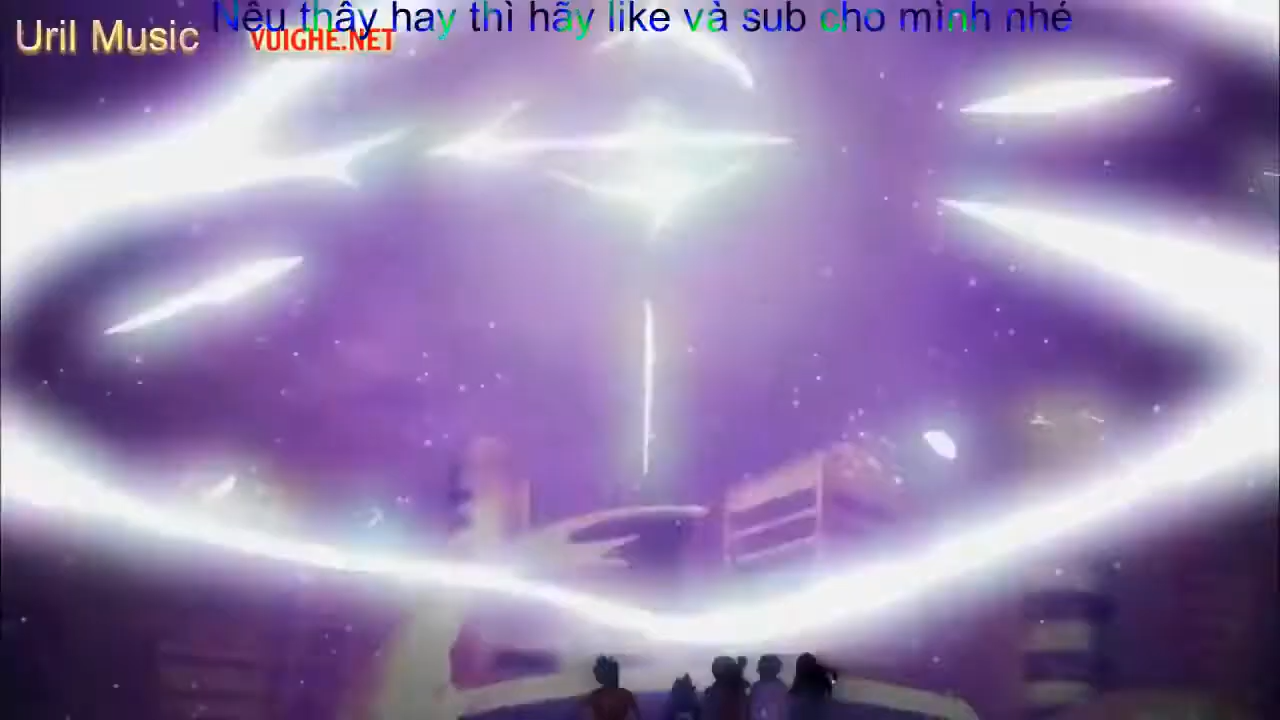 Nếu thấy hay thì hãy like và sub cho mình nhé
Uril Music
VUIGHE.NET